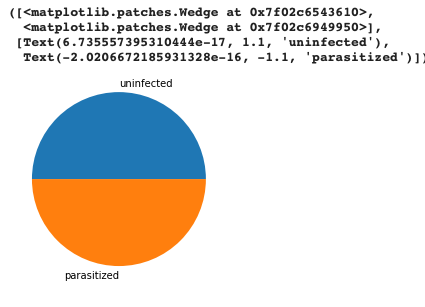 ([<matplotlib.patches.Wedge at 0x7f02c6543610>,
<matplotlib.patches.Wedge at 0x7f02c6949950>],
[Text(6.735557395310444e-17, 1.1, 'uninfected'),
Text(-2.0206672185931328e-16, -1.1, 'parasitized')])
uninfected
parasitized